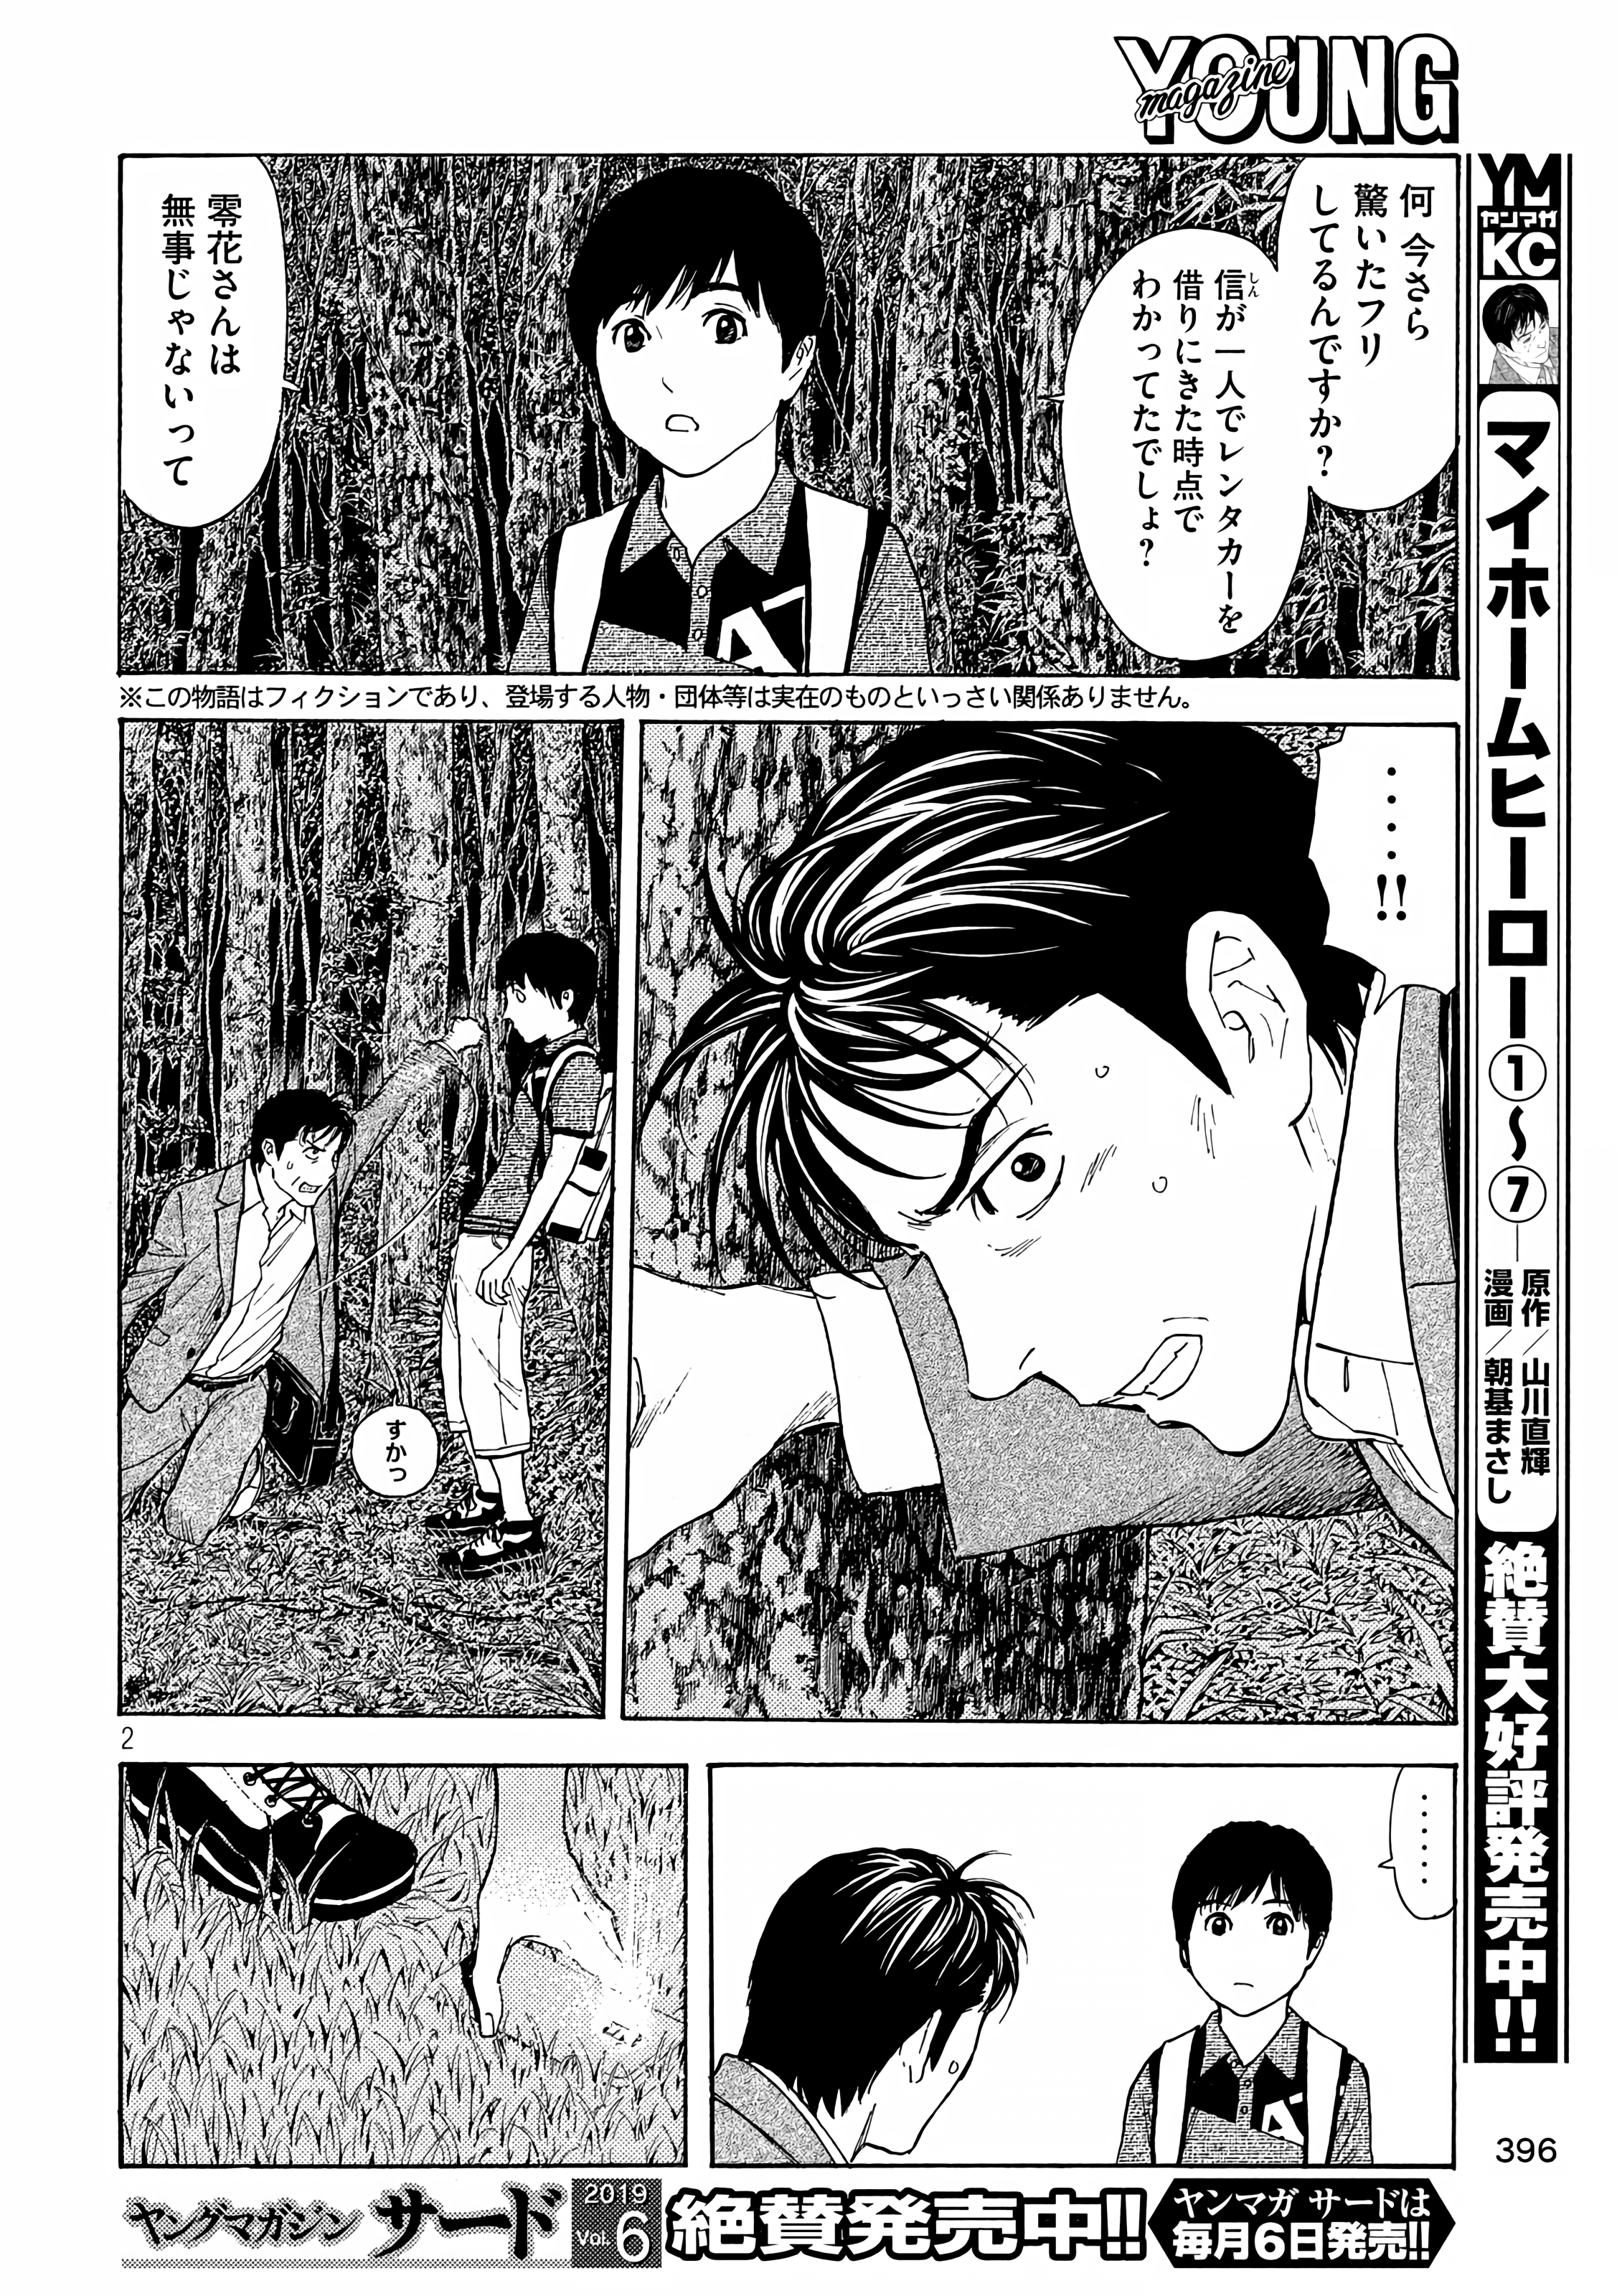 YOUNG
magazine
何 今さら
驚いたフリ
してるんですか?
信が一人でレンタカーを
しん
借りにきた時点で
わかってたでしょ?
零花さんは
無事じゃないって
※この物語はフィクションであり、登場する人物・団体等は実在のものといっさい関係ありません。
‥‥‥!!
すかっ
2
‥‥‥
YM
ヤンマガ
KC
マイホームヒーロー①〜⑦
原作/山川直輝
漫画/朝基まさし
絶賛大好評発売中!!
396
ヤングマガジン サード
2019
Vol.6
絶賛発売中!!
ヤンマガ サードは
毎月6日発売!!